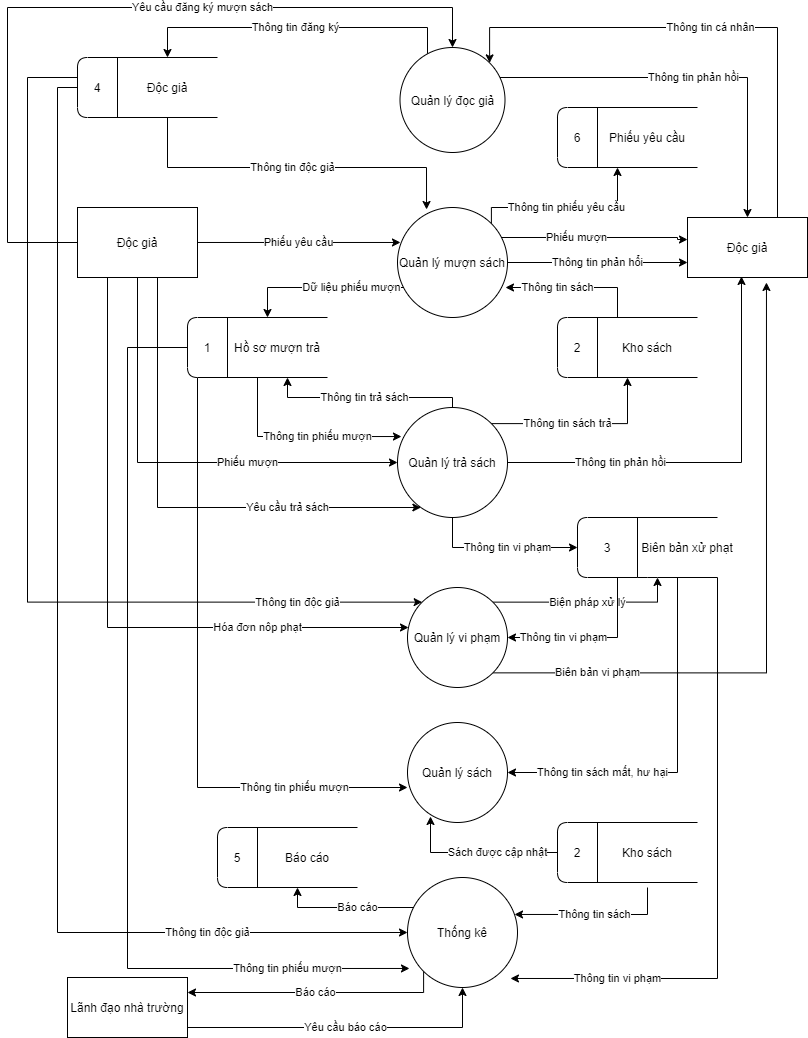 Yêu cầu đăng ký mượn sách
Thông tin đăng ký
Thông tin cá nhân
4
Độc giả
Quản lý đọc giả
Thông tin phản hồi
6
Phiếu yêu cầu
Thông tin độc giả
Thông tin phiếu yêu cầu
Độc giả
Phiếu yêu cầu
Quản lý mượn sách
Phiếu mượn
Thông tin phản hổi
Độc giả
Dữ liệu phiếu mượn
Thông tin sách
1
Hồ sơ mượn trả
2
Kho sách
Thông tin trả sách
Thông tin sách trả
Thông tin phiếu mượn
Phiếu mượn
Quản lý trả sách
Thông tin phản hồi
Yêu cầu trả sách
Thông tin vi phạm
3
Biên bản xử phạt
Thông tin độc giả
Biện pháp xử lý
Hóa đơn nôp phạt
Quản lý vi phạm
Thông tin vi phạm
Biên bản vi phạm
Quản lý sách
Thông tin sách mất, hư hại
Thông tin phiếu mượn
5
Báo cáo
Sách được cập nhật
2
Kho sách
Báo cáo
Thông tin sách
Thông tin độc giả
Thống kê
Thông tin phiếu mượn
Thông tin vi phạm
Lãnh đạo nhà trường
Báo cáo
Yêu cầu báo cáo